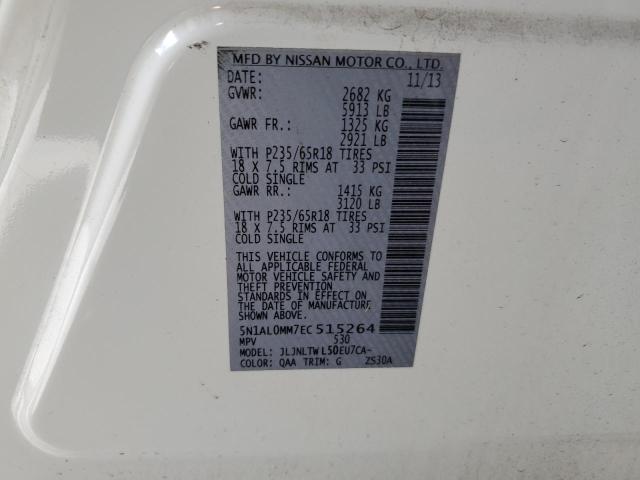 MFD BY NISSAN MOTOR CO., LTD.
DATE: 11/13
GVWR: 2682 KG
5913 LB
GAWR FR.: 1325 KG
2921 LB
WITH P235/65R18 TIRES
18 X 7.5 RIMS AT 33 PSI
COLD SINGLE
GAWR RR.: 1415 KG
3120 LB
WITH P235/65R18 TIRES
18 X 7.5 RIMS AT 33 PSI
COLD SINGLE
THIS VEHICLE CONFORMS TO
ALL APPLICABLE FEDERAL
MOTOR VEHICLE SAFETY AND
THEFT PREVENTION
STANDARDS IN EFFECT ON
THE DATE OF MANUFACTURE
SHOWN ABOVE.
5N1AL0MM7EC515264
MPV 530
MODEL: JLJNLTWL50EU7CA-
COLOR: QAA TRIM: G ZS30A